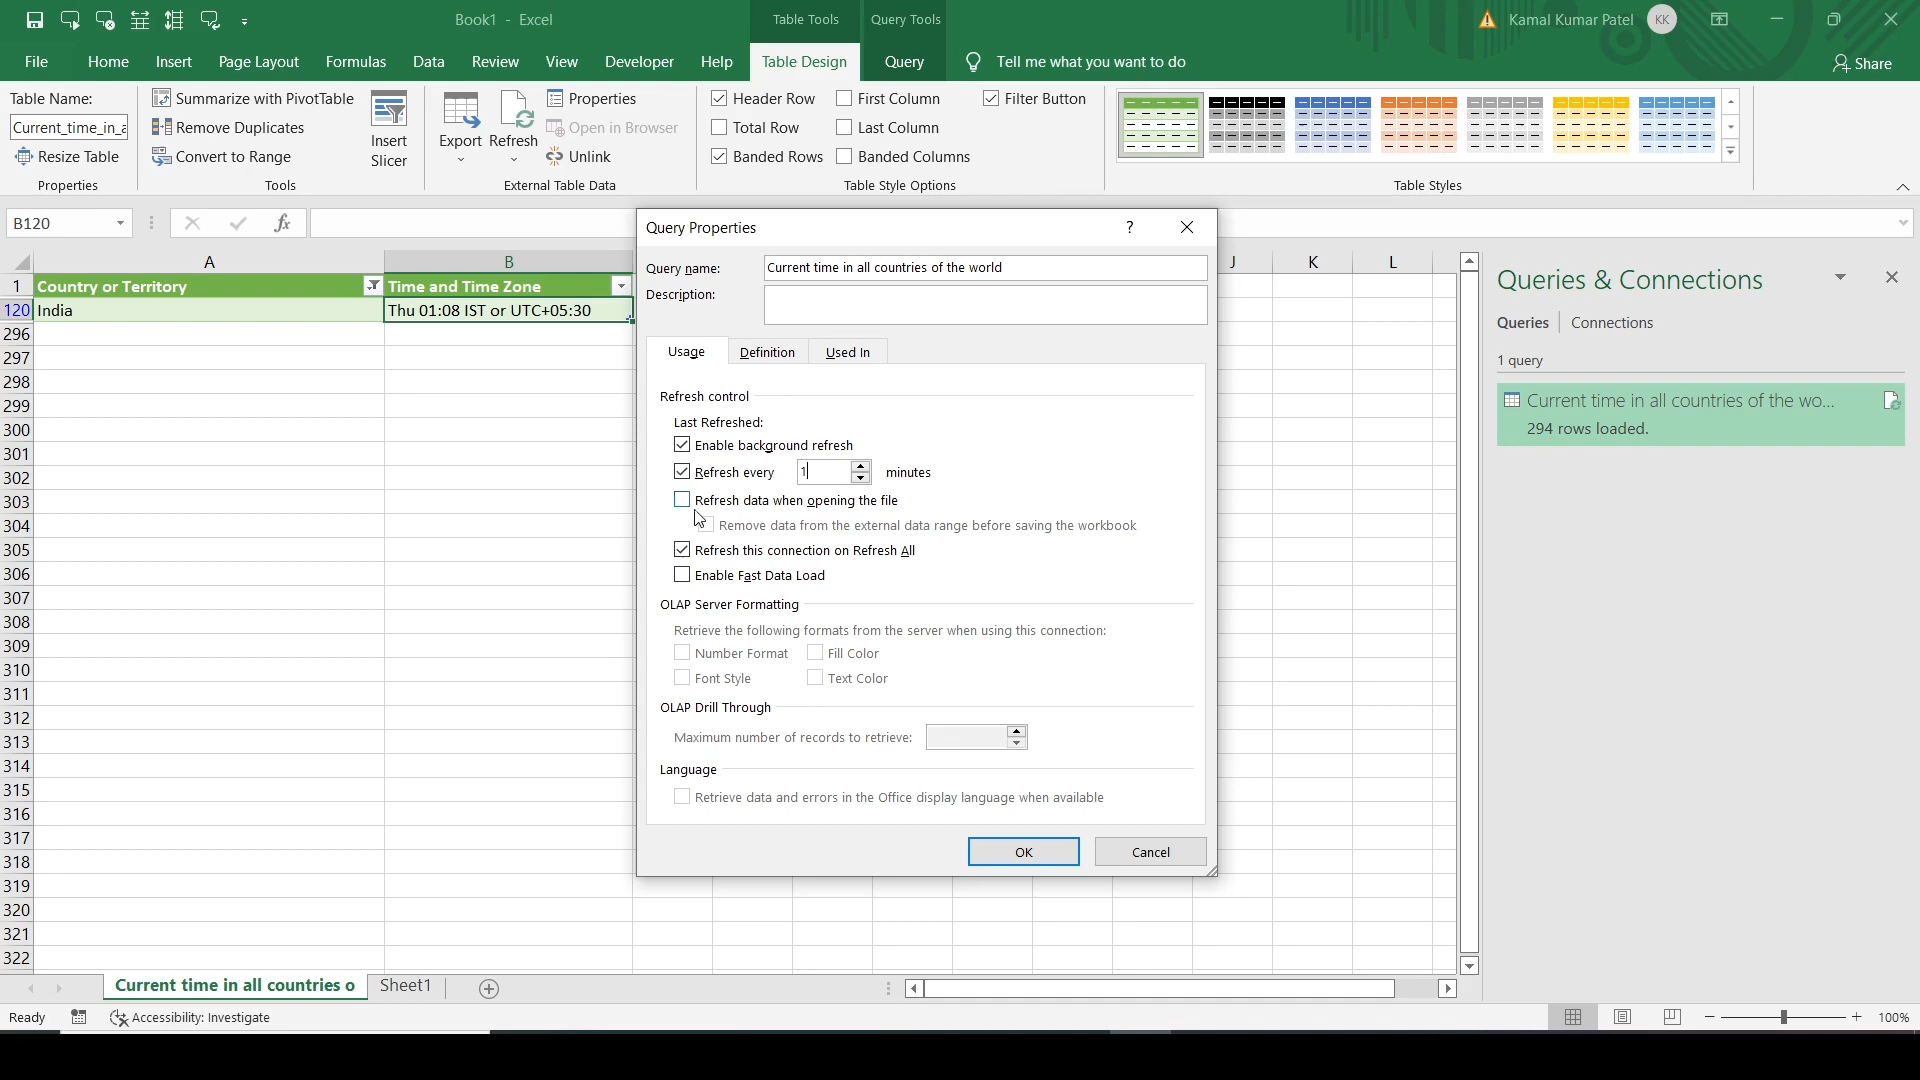 Book1 - Excel
Table Tools
Query Tools
Kamal Kumar Patel
KK
File
Home
Insert
Page Layout
Formulas
Data
Review
View
Developer
Help
Table Design
Query
Tell me what you want to do
Share
Table Name:
Current_time_in_a
Resize Table
Properties
Summarize with PivotTable
Remove Duplicates
Convert to Range
Tools
Insert
Slicer
Export
Refresh
Properties
Open in Browser
Unlink
External Table Data
Header Row
Total Row
Banded Rows
First Column
Last Column
Banded Columns
Filter Button
Table Style Options
Table Styles
B120
fx
A B J K L
1 Country or Territory Time and Time Zone
120 India Thu 01:08 IST or UTC+05:30
296
297
298
299
300
301
302
303
304
305
306
307
308
309
310
311
312
313
314
315
316
317
318
319
320
321
322
Query Properties
?
Query name: Current time in all countries of the world
Description:
Usage
Definition
Used In
Refresh control
Last Refreshed:
Enable background refresh
Refresh every 1 minutes
Refresh data when opening the file
Remove data from the external data range before saving the workbook
Refresh this connection on Refresh All
Enable Fast Data Load
OLAP Server Formatting
Retrieve the following formats from the server when using this connection:
Number Format Fill Color
Font Style Text Color
OLAP Drill Through
Maximum number of records to retrieve:
Language
Retrieve data and errors in the Office display language when available
OK
Cancel
Queries & Connections
Queries
Connections
1 query
Current time in all countries of the wo...
294 rows loaded.
Current time in all countries o
Sheet1
Ready
Accessibility: Investigate
100%